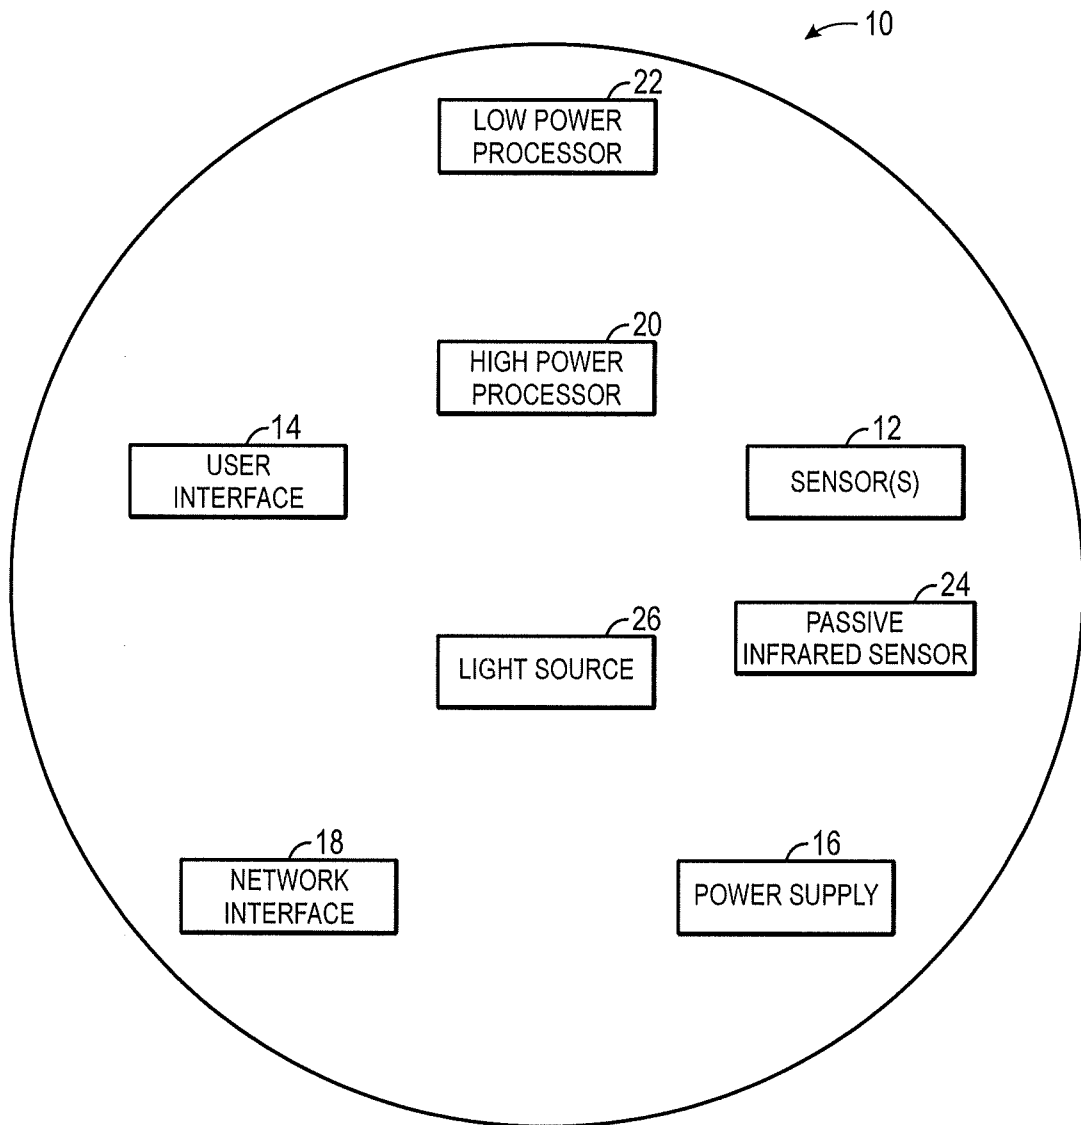 10
22
LOW POWER
PROCESSOR
20
HIGH POWER
PROCESSOR
14
USER
INTERFACE
12
SENSOR(S)
24
PASSIVE
INFRARED SENSOR
26
LIGHT SOURCE
18
NETWORK
INTERFACE
16
POWER SUPPLY